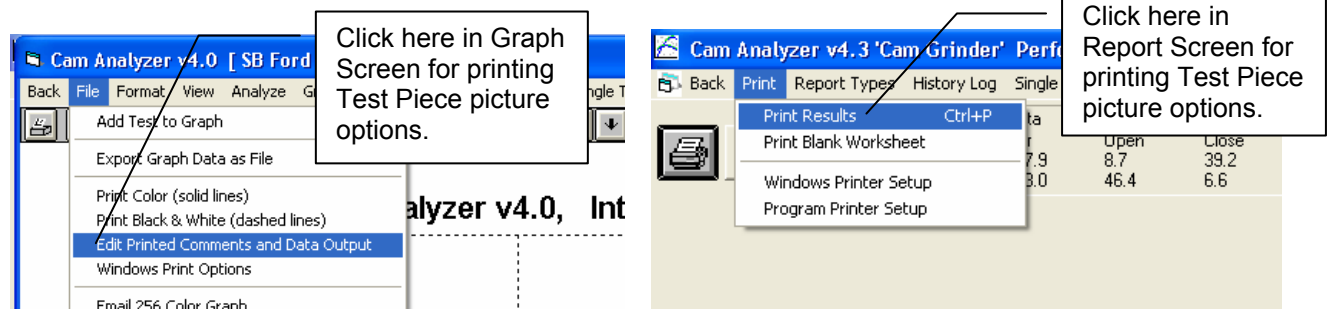 Cam Analyzer v4.0 [ SB Ford
Back File Format View Analyze
Add Test to Graph
Export Graph Data as File
Print Color (solid lines)
Print Black & White (dashed lines)
Edit Printed Comments and Data Output
Windows Print Options
Email 256 Color Graph
Click here in Graph
Screen for printing
Test Piece picture
options.
alyzer v4.0, Int
Cam Analyzer v4.3 'Cam Grinder' Perfo
Back Print Report Types History Log Single
Print Results Ctrl+P
Print Blank Worksheet
Windows Printer Setup
Program Printer Setup
Open Close
7.9 8.7 39.2
3.0 46.4 6.6
Click here in
Report Screen for
printing Test Piece
picture options.